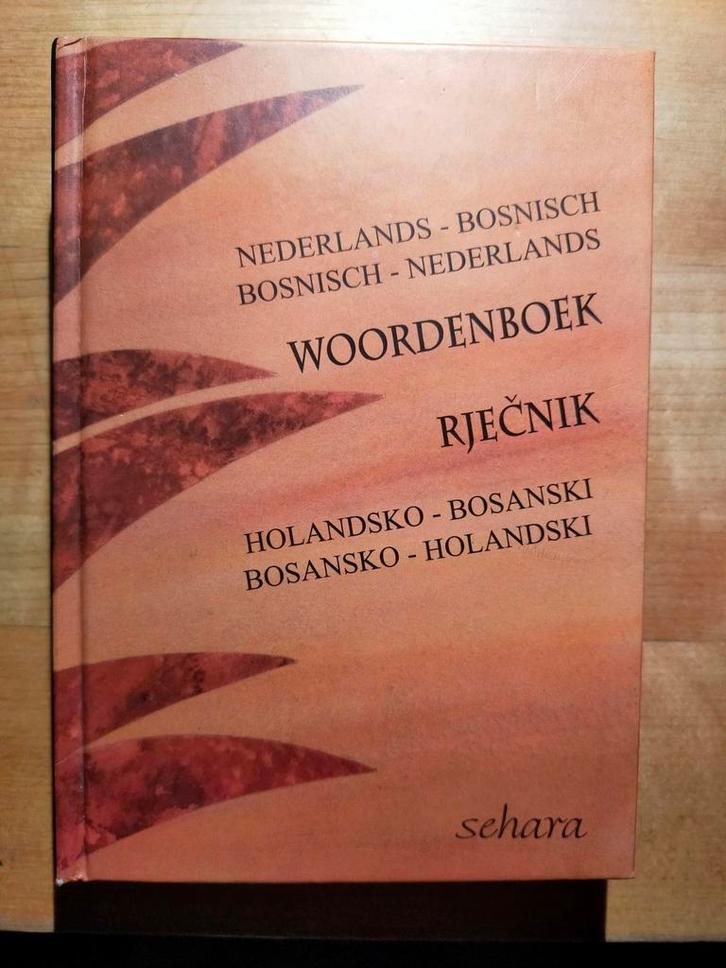 NEDERLANDS - BOSNISCH
BOSNISCH - NEDERLANDS
WOORDENBOEK
RJEČNIK
HOLANDSKO - BOSANSKI
BOSANSKO - HOLANDSKI
sehara